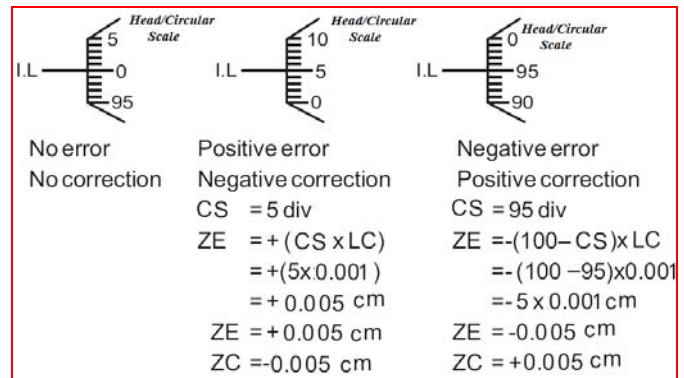 Head/Circular
Scale
5
I.L
0
95
No error
No correction
Head/Circular
Scale
10
I.L
5
0
Positive error
Negative correction
CS = 5 div
ZE = + ( CS x LC)
= +(5x:0.001 )
= + 0.005 cm
ZE = + 0.005 cm
ZC =-0.005 cm
Head/Circular
Scale
0
I.L
95
90
Negative error
Positive correction
CS = 95 div
ZE =-(100– CS)x LC
=- (100 –95)x0.001
=- 5 x 0.001 cm
ZE = -0.005 cm
ZC = +0.005 cm